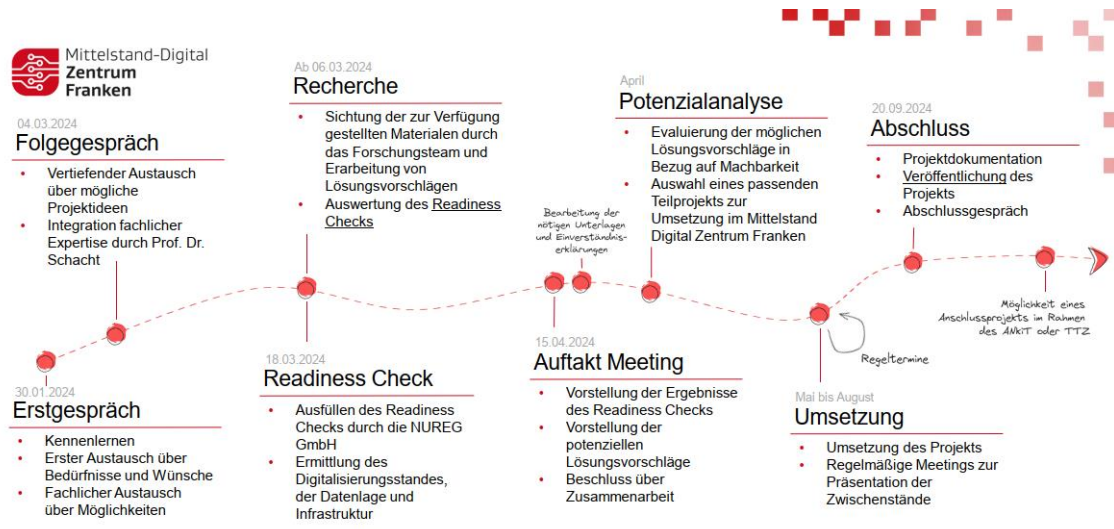 Mittelstand-Digital
Zentrum
Franken
04.03.2024
Folgegespräch
• Vertiefender Austausch
über mögliche
Projektideen
• Integration fachlicher
Expertise durch Prof. Dr.
Schacht
Ab 06.03.2024
Recherche
• Sichtung der zur Verfügung
gestellten Materialen durch
das Forschungsteam und
Erarbeitung von
Lösungsvorschlägen
• Auswertung des Readiness
Checks
Bearbeitung der
nötigen Unterlagen
und Einverständnis-
erklärungen
April
Potenzialanalyse
• Evaluierung der möglichen
Lösungsvorschläge in
Bezug auf Machbarkeit
• Auswahl eines passenden
Teilprojekts zur
Umsetzung im Mittelstand
Digital Zentrum Franken
20.09.2024
Abschluss
• Projektdokumentation
• Veröffentlichung des
Projekts
• Abschlussgespräch
30.01.2024
Erstgespräch
• Kennenlernen
• Erster Austausch über
Bedürfnisse und Wünsche
• Fachlicher Austausch
über Möglichkeiten
18.03.2024
Readiness Check
• Ausfüllen des Readiness
Checks durch die NUREG
GmbH
• Ermittlung des
Digitalisierungsstandes,
der Datenlage und
Infrastruktur
15.04.2024
Auftakt Meeting
• Vorstellung der Ergebnisse
des Readiness Checks
• Vorstellung der
potenziellen
Lösungsvorschläge
• Beschluss über
Zusammenarbeit
Regeltermine
Mai bis August
Umsetzung
• Umsetzung des Projekts
• Regelmäßige Meetings zur
Präsentation der
Zwischenstände
Möglichkeit eines
Anschlussprojekts im Rahmen
des ANKiT oder TTZ